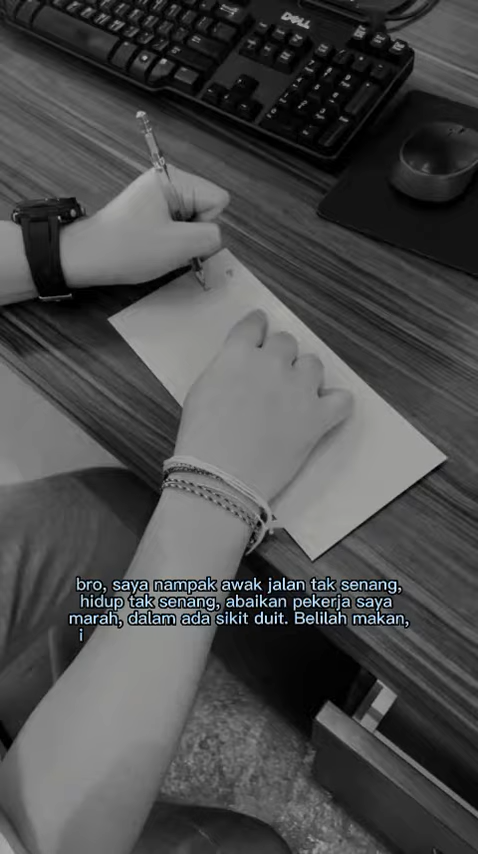 DELL
bro, saya nampak awak jalan tak senang,
hidup tak senang, abaikan pekerja saya
marah, dalam ada sikit duit. Belilah makan,
i